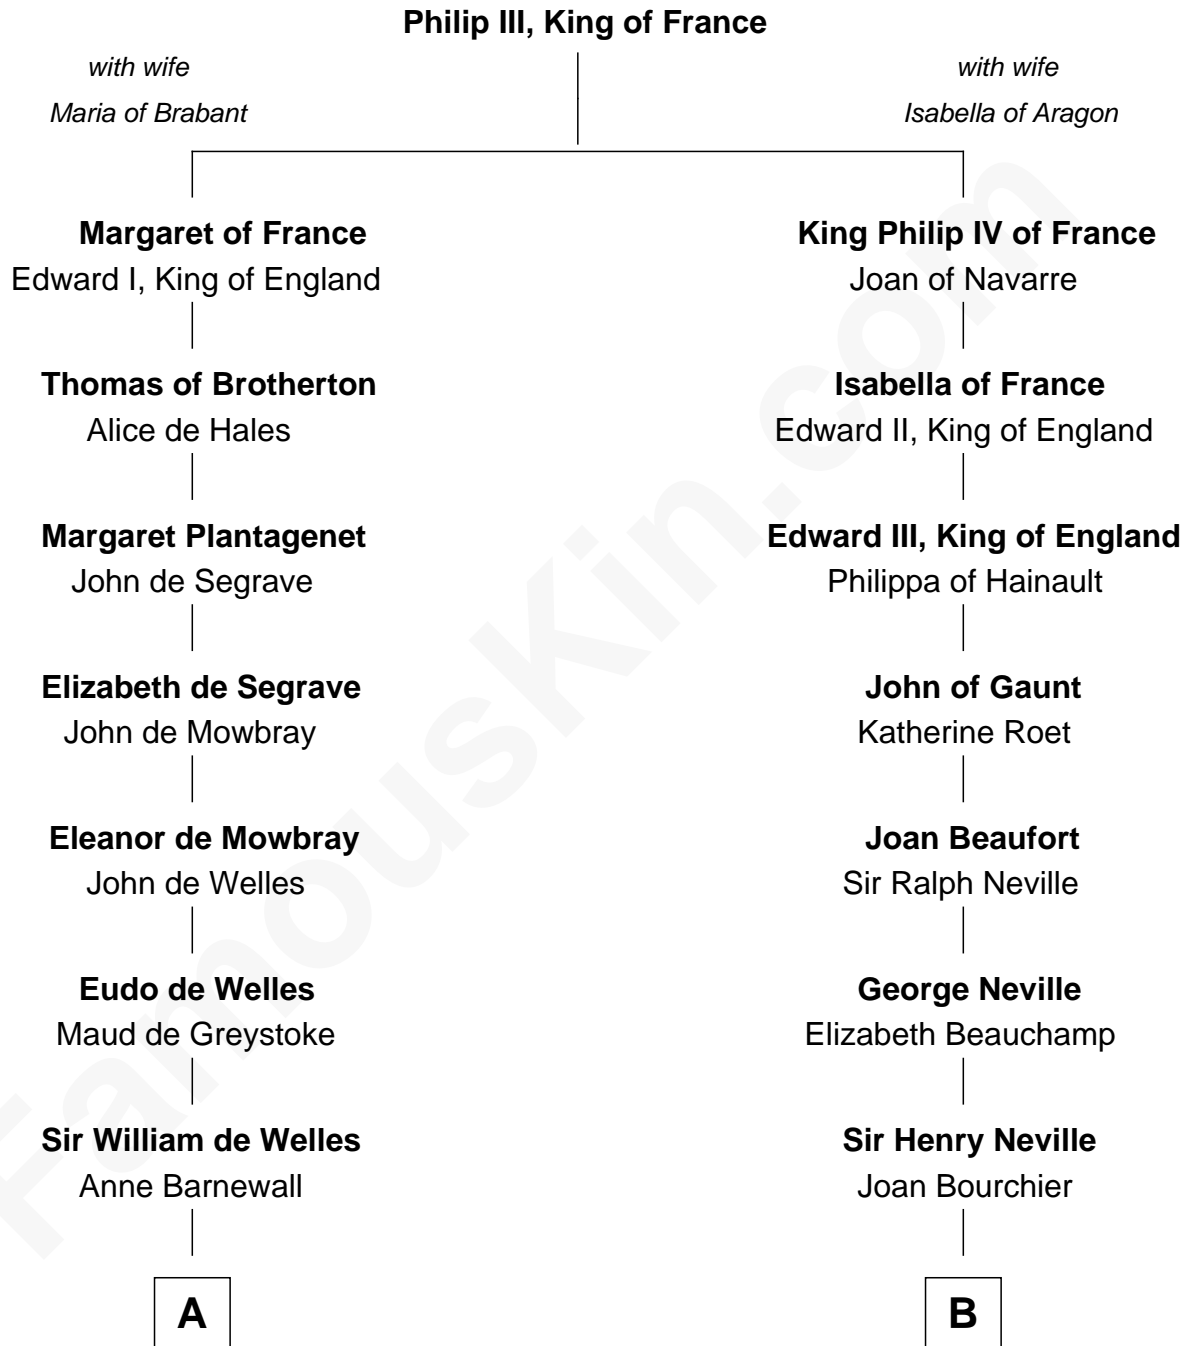 Philip III, King of France
with wife
Maria of Brabant
with wife
Isabella of Aragon
Margaret of France
Edward I, King of England
King Philip IV of France
Joan of Navarre
Thomas of Brotherton
Alice de Hales
Isabella of France
Edward II, King of England
Margaret Plantagenet
John de Segrave
Edward III, King of England
Philippa of Hainault
Elizabeth de Segrave
John de Mowbray
John of Gaunt
Katherine Roet
Eleanor de Mowbray
John de Welles
Joan Beaufort
Sir Ralph Neville
Eudo de Welles
Maud de Greystoke
George Neville
Elizabeth Beauchamp
Sir William de Welles
Anne Barnewall
Sir Henry Neville
Joan Bourchier
A
B
FamousKin.com